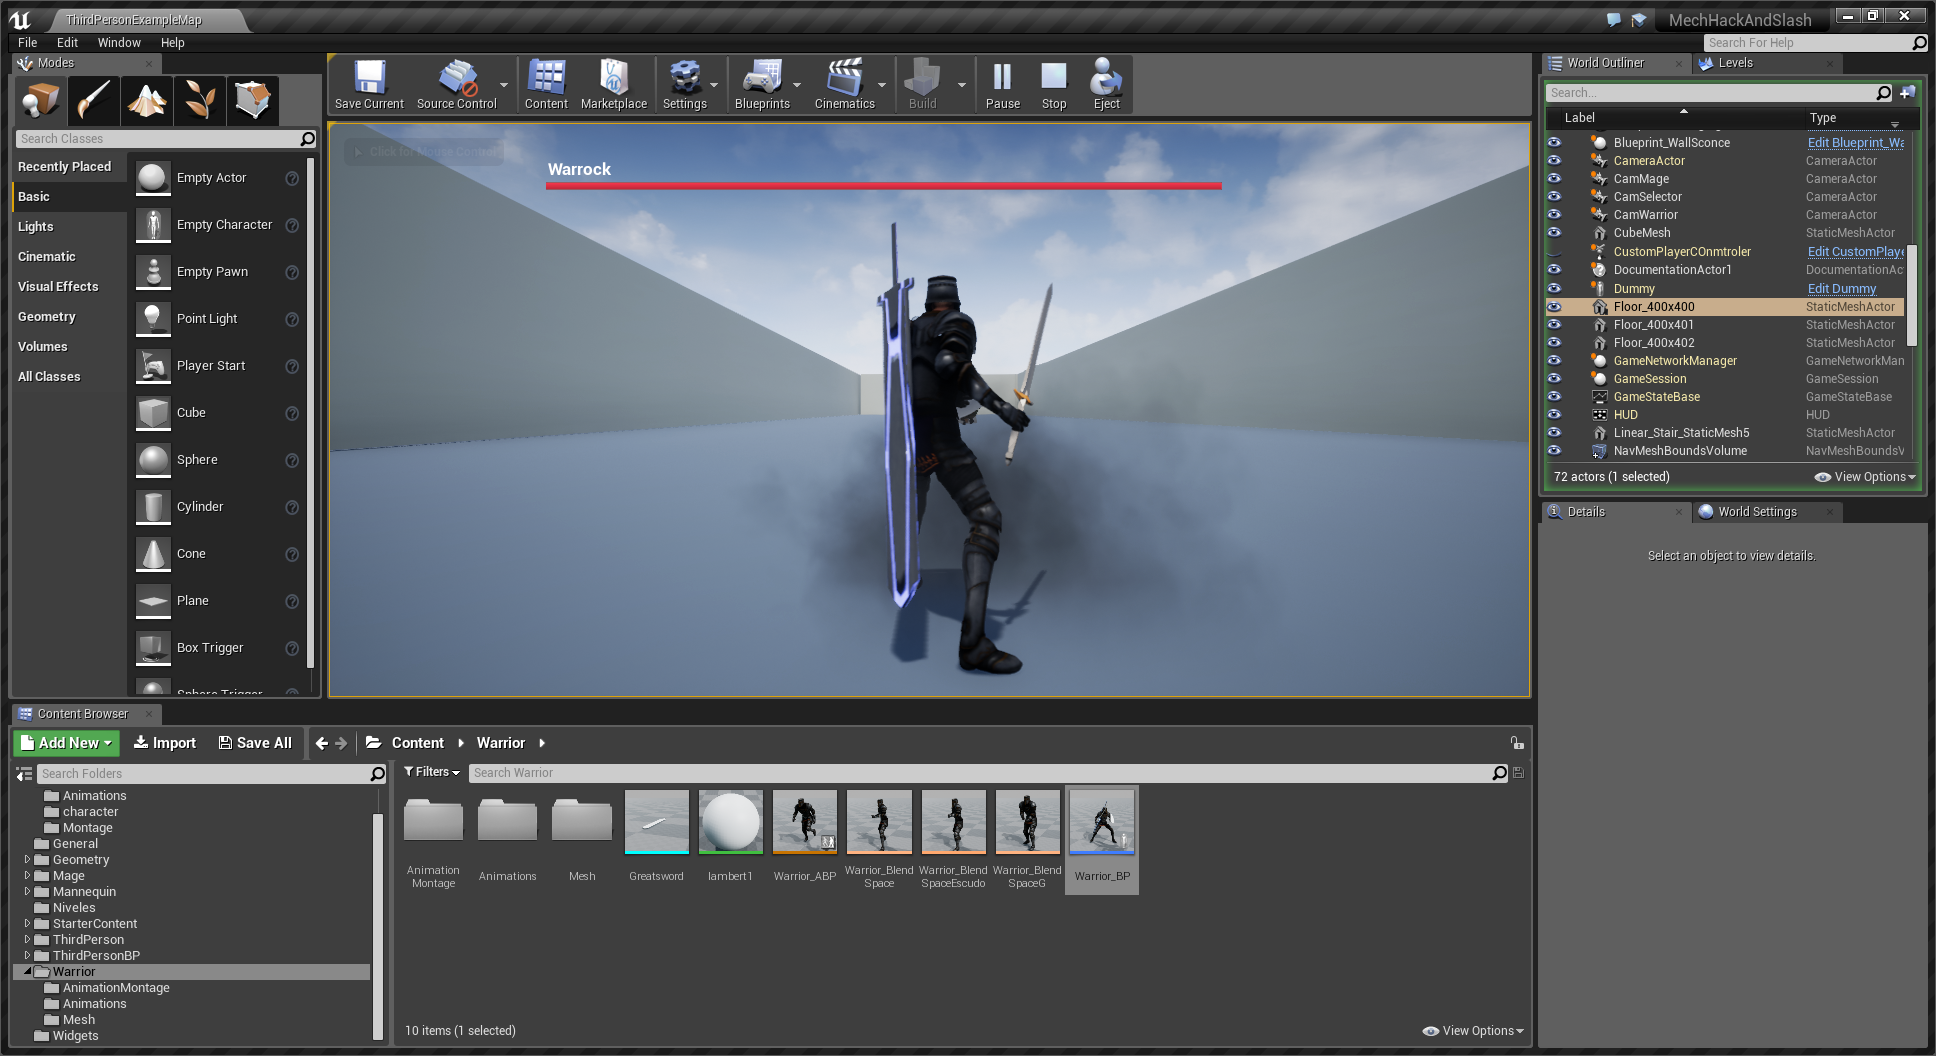 ThirdPersonExampleMap
MechHackAndSlash
File Edit Window Help
Search For Help
Modes
Search Classes
Recently Placed
Basic
Lights
Cinematic
Visual Effects
Geometry
Volumes
All Classes
Empty Actor
Empty Character
Empty Pawn
Point Light
Player Start
Cube
Sphere
Cylinder
Cone
Plane
Box Trigger
Sphere Trigger
Save Current
Source Control
Content
Marketplace
Settings
Blueprints
Cinematics
Build
Pause
Stop
Eject
Click for Mouse Control
Warrock
World Outliner
Levels
Search...
Label Type
Blueprint_WallSconce Edit Blueprint_Wa
CameraActor CameraActor
CamMage CameraActor
CamSelector CameraActor
CamWarrior CameraActor
CubeMesh StaticMeshActor
CustomPlayerCOnmtroler Edit CustomPlaye
DocumentationActor1 DocumentationAc
Dummy Edit Dummy
Floor_400x400 StaticMeshActor
Floor_400x401 StaticMeshActor
Floor_400x402 StaticMeshActor
GameNetworkManager GameNetworkMan
GameSession GameSession
GameStateBase GameStateBase
HUD HUD
Linear_Stair_StaticMesh5 StaticMeshActor
NavMeshBoundsVolume NavMeshBoundsV
72 actors (1 selected) View Options
Details
World Settings
Select an object to view details.
Content Browser
Add New Import Save All Content Warrior
Search Folders
Animations
character
Montage
General
Geometry
Mage
Mannequin
Niveles
StarterContent
ThirdPerson
ThirdPersonBP
Warrior
AnimationMontage
Animations
Mesh
Widgets
Filters
Search Warrior
Animation
Montage
Animations
Mesh
Greatsword
lambert1
Warrior_ABP
Warrior_Blend
Space
Warrior_Blend
SpaceEscudo
Warrior_Blend
SpaceG
Warrior_BP
10 items (1 selected)
View Options